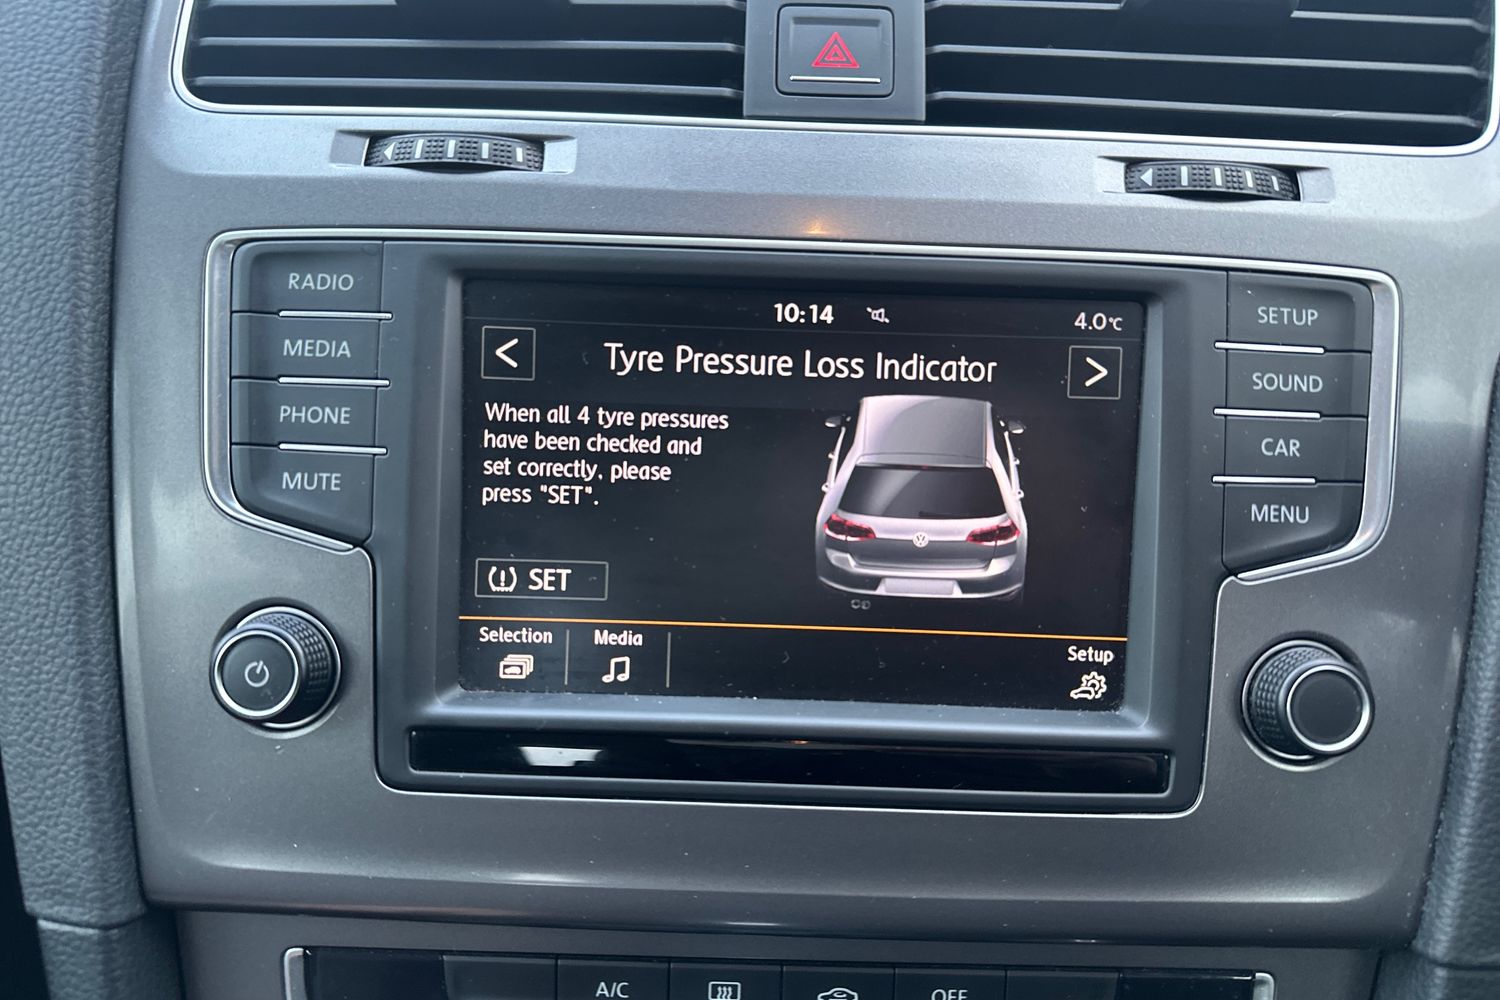 RADIO
MEDIA
PHONE
MUTE
10:14
4.0°C
< Tyre Pressure Loss Indicator >
When all 4 tyre pressures
have been checked and
set correctly, please
press "SET".
SET
Selection
Media
Setup
SETUP
SOUND
CAR
MENU
A/C
OFF